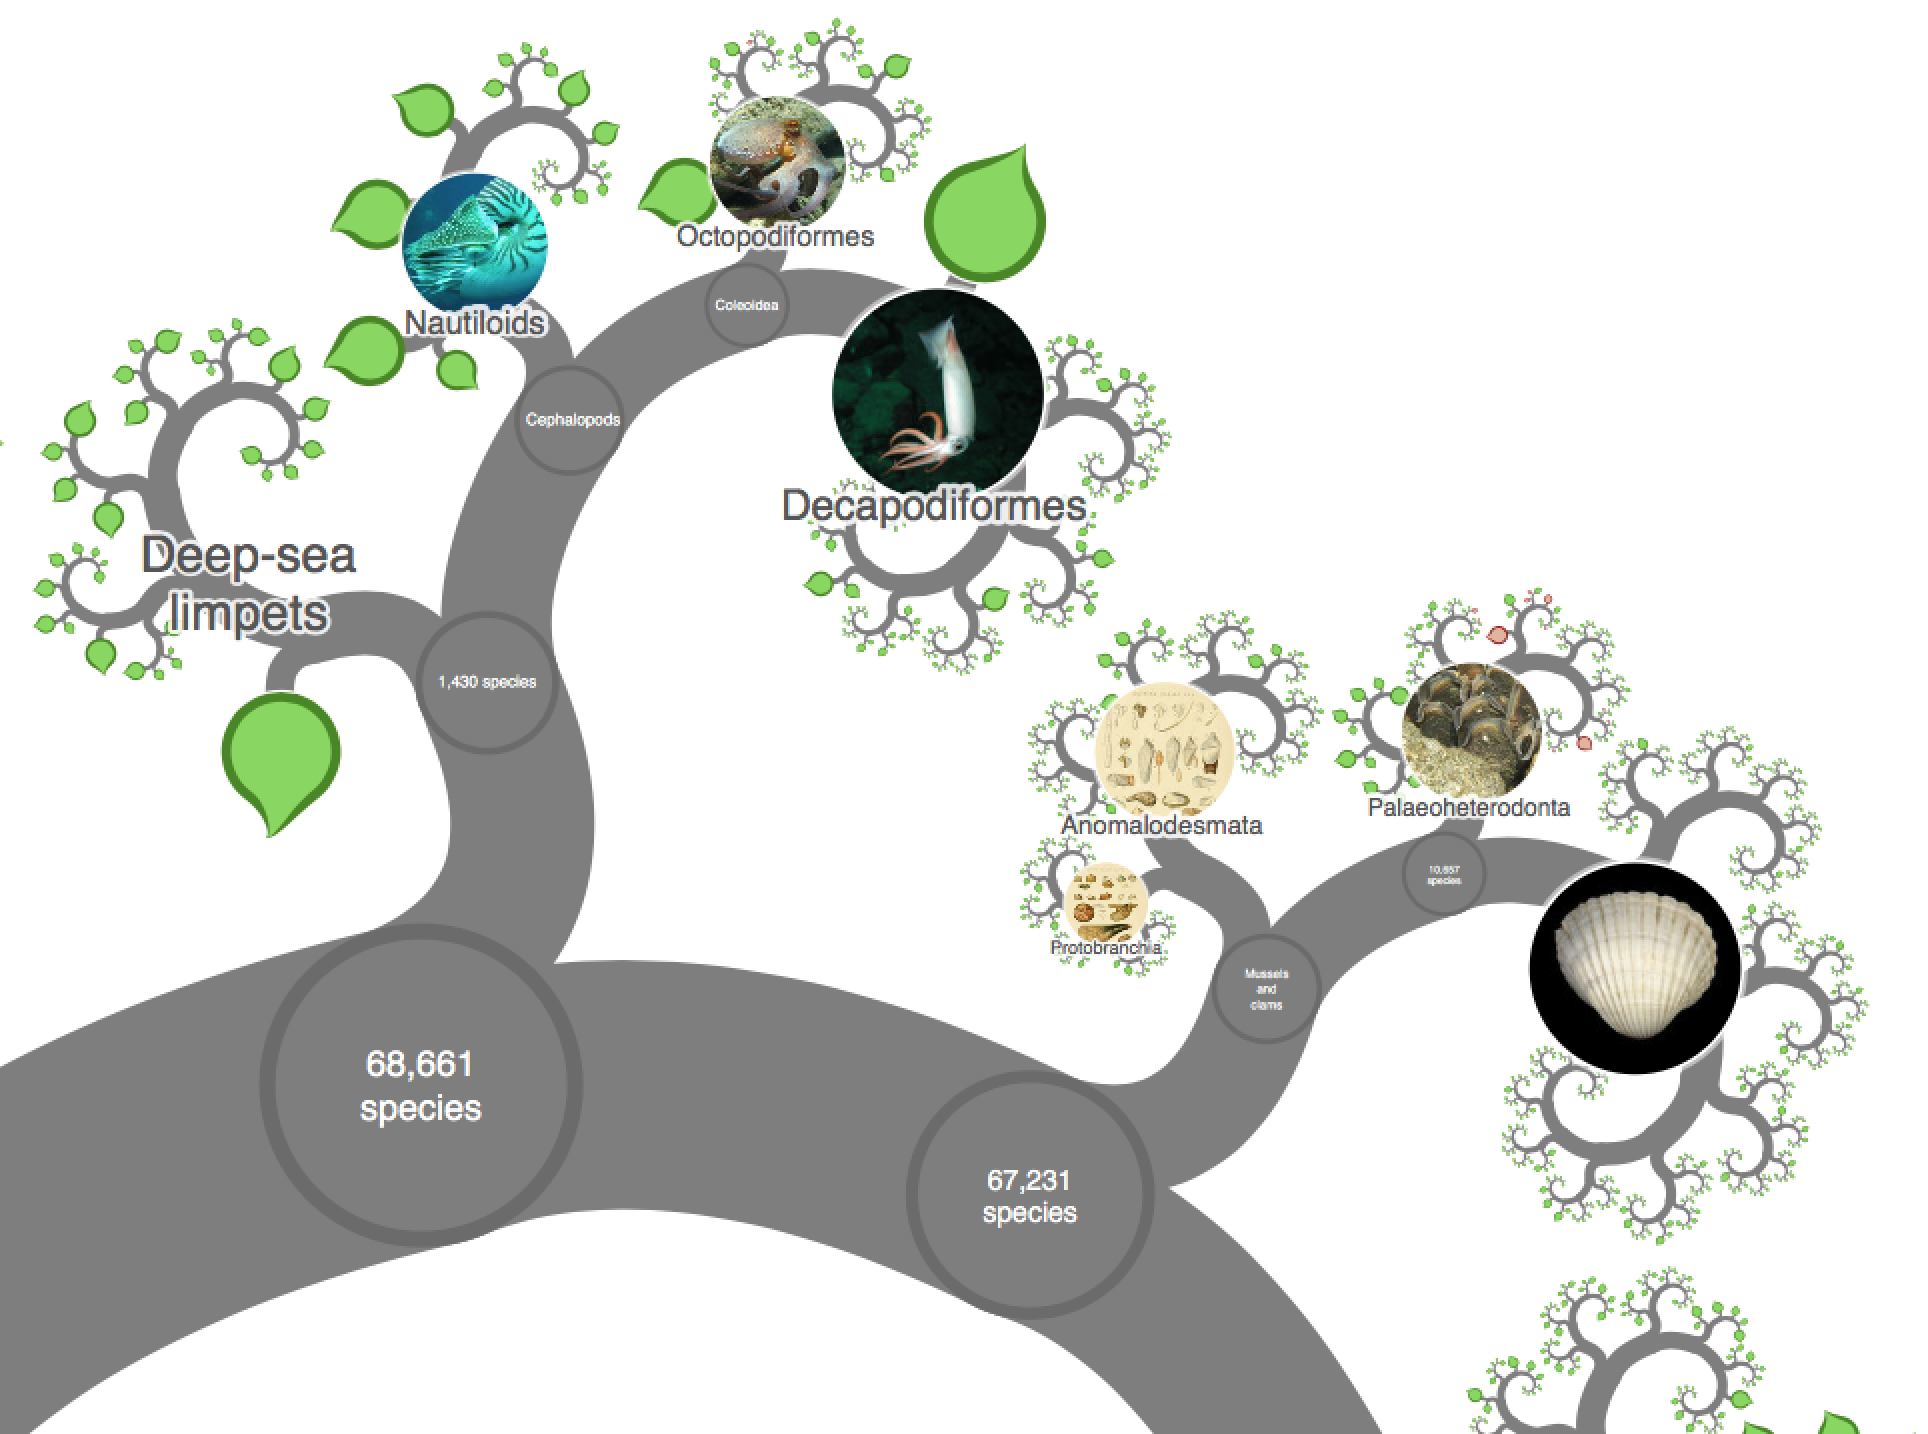 Octopodiformes
Coleoidea
Nautiloids
Cephalopods
Decapodiformes
Deep-sea
limpets
1,430 species
Palaeoheterodonta
Anomalodesmata
10,657
species
Protobranchia
Mussels
and
clams
68,661
species
67,231
species